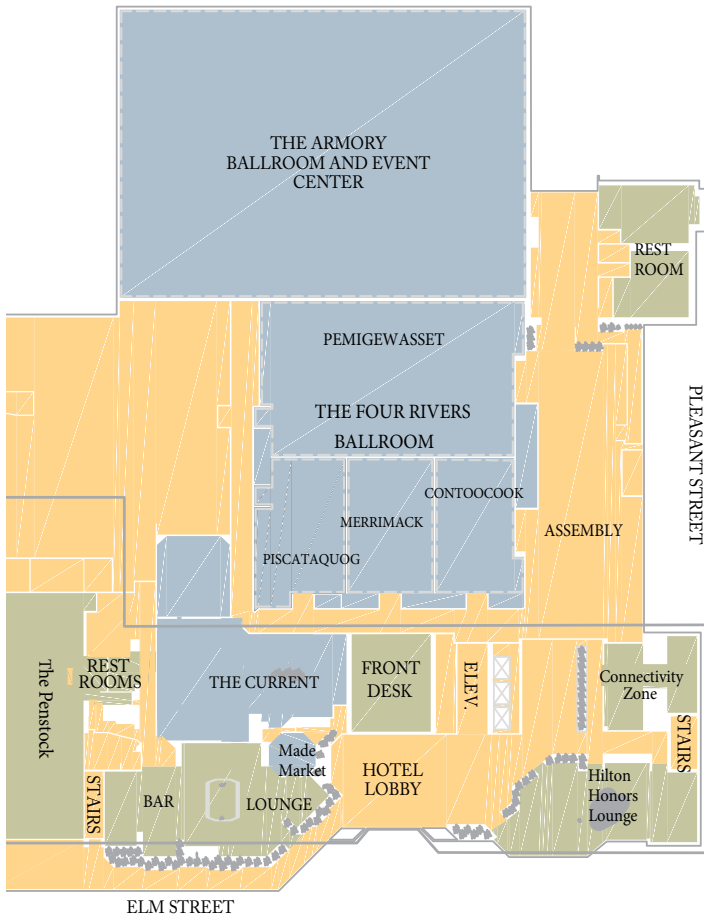 THE ARMORY
BALLROOM AND EVENT
CENTER
REST
ROOM
PEMIGEWASSET
THE FOUR RIVERS
BALLROOM
PLEASANT STREET
CONTOOCOOK
MERRIMACK
ASSEMBLY
PISCATAQUOG
The Penstock
REST
ROOMS
THE CURRENT
FRONT
DESK
ELEV.
Connectivity
Zone
STAIRS
Made
Market
HOTEL
LOBBY
Hilton
Honors
Lounge
STAIRS
BAR
LOUNGE
ELM STREET